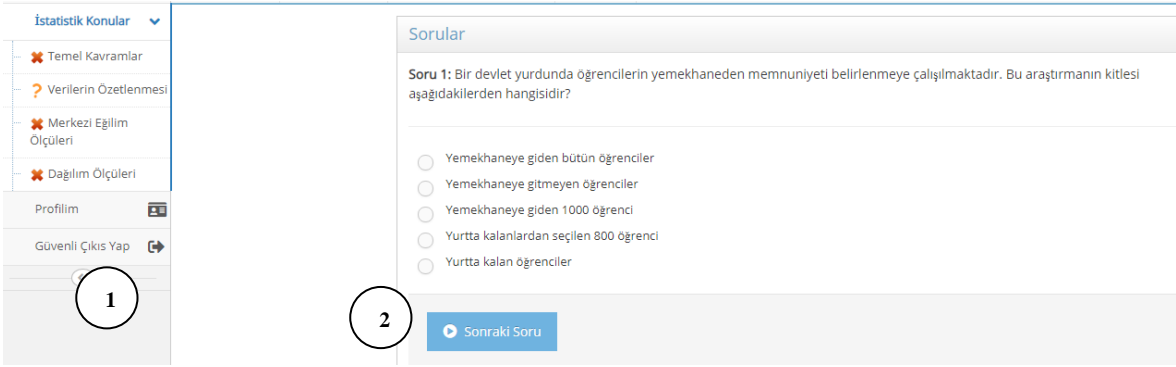 İstatistik Konular
Temel Kavramlar
Verilerin Özetlenmesi
Merkezi Eğilim
Ölçüleri
Dağılım Ölçüleri
Profilim
Güvenli Çıkıs Yap
1
Sorular
Soru 1: Bir devlet yurdunda öğrencilerin yemekhaneden memnuniyeti belirlenmeye çalışılmaktadır. Bu araştırmanın kitlesi
aşağıdakilerden hangisidir?
Yemekhaneye giden bütün öğrenciler
Yemekhaneye gitmeyen öğrenciler
Yemekhaneye giden 1000 öğrenci
Yurtta kalanlardan seçilen 800 öğrenci
Yurtta kalan öğrenciler
2
Sonraki Soru